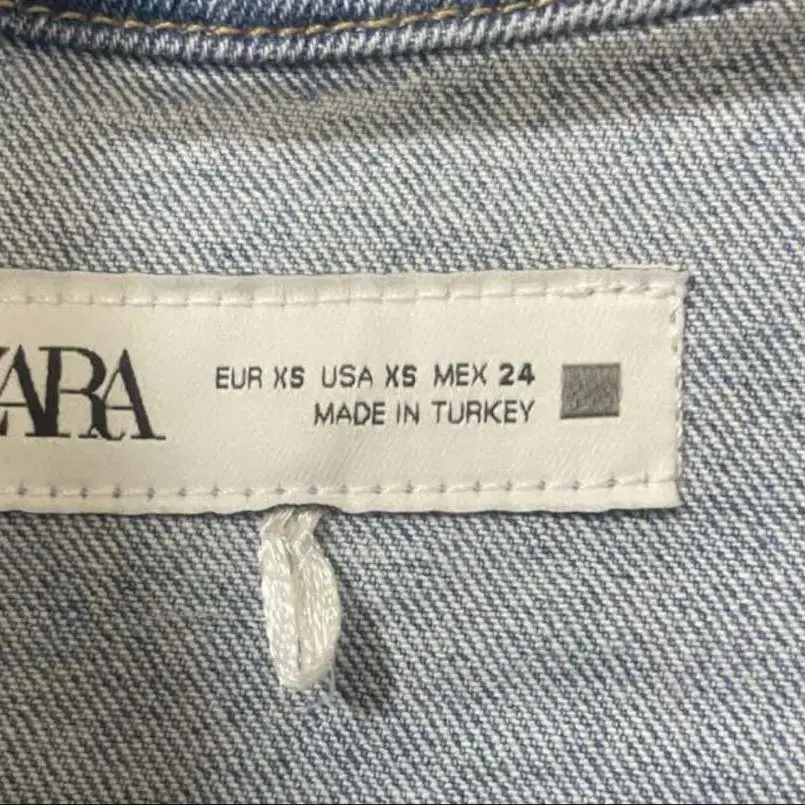 ZARA
EUR XS USA XS MEX 24
MADE IN TURKEY